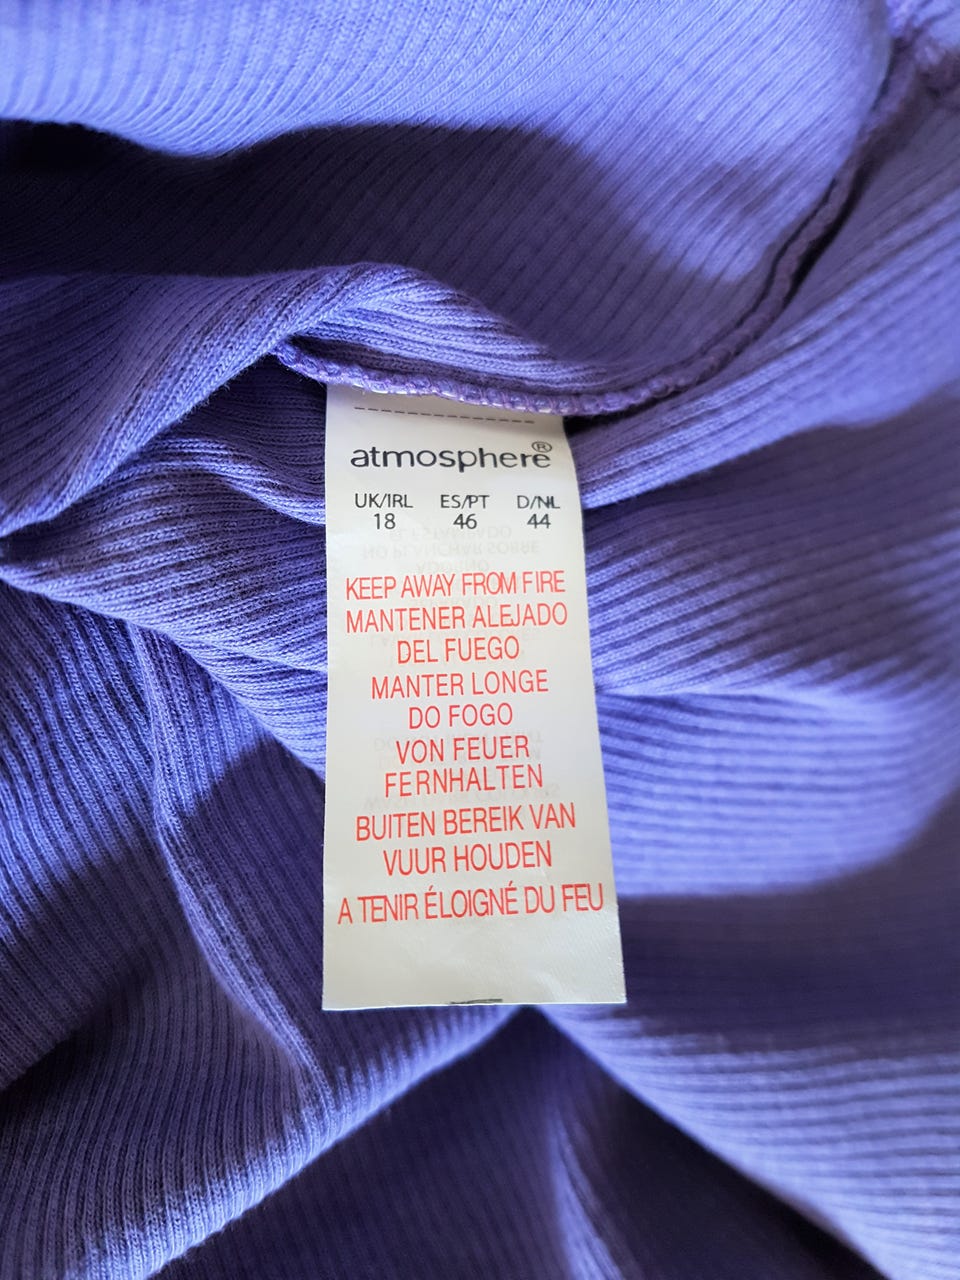 atmosphere®
UK/IRL ES/PT D/NL
18 46 44
KEEP AWAY FROM FIRE
MANTENER ALEJADO
DEL FUEGO
MANTER LONGE
DO FOGO
VON FEUER
FERNHALTEN
BUITEN BEREIK VAN
VUUR HOUDEN
A TENIR ÉLOIGNÉ DU FEU